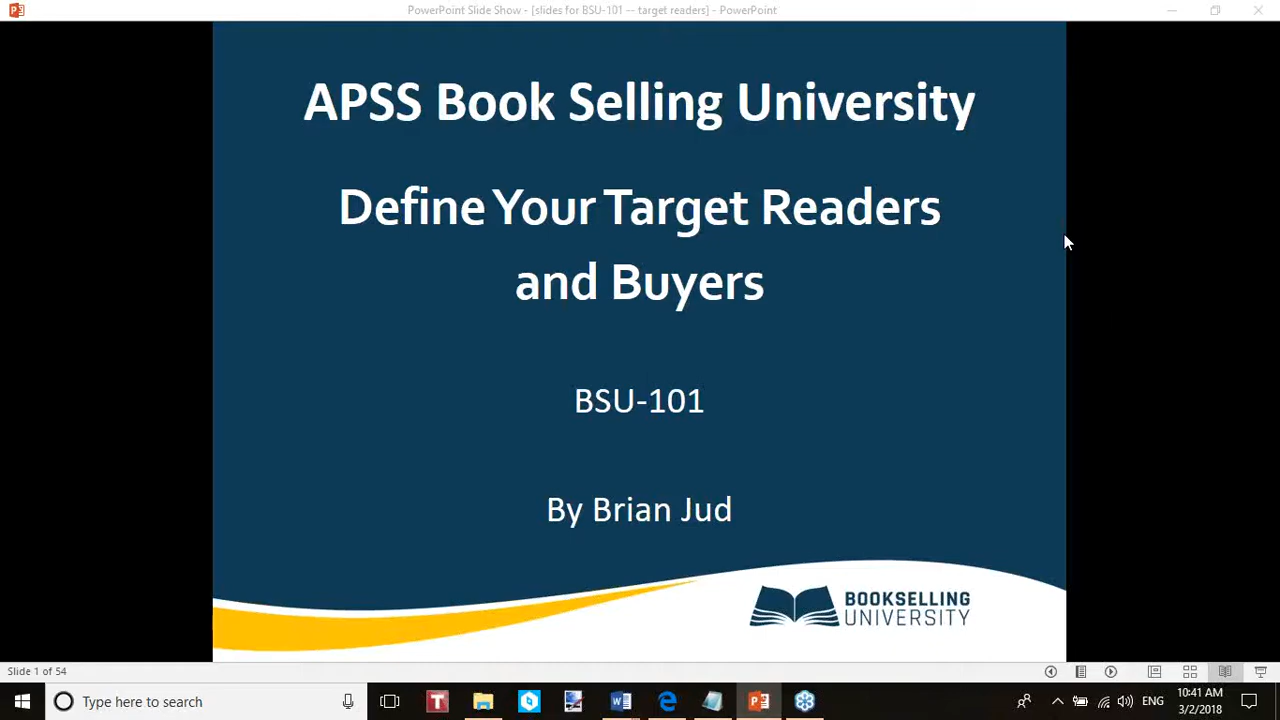 PowerPoint Slide Show - [slides for BSU-101 -- target readers] - PowerPoint
APSS Book Selling University
Define Your Target Readers
and Buyers
BSU-101
By Brian Jud
BOOKSELLING
UNIVERSITY
Slide 1 of 54
Type here to search
ENG
10:41 AM
3/2/2018